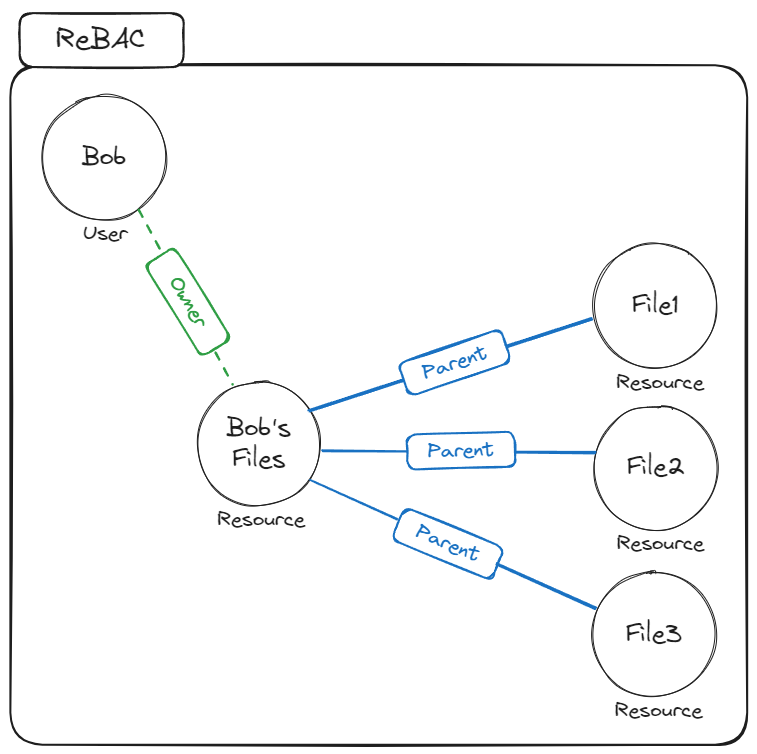 ReBAC
Bob
User
Owner
Bob's
Files
Resource
Parent
File1
Resource
Parent
File2
Resource
Parent
File3
Resource